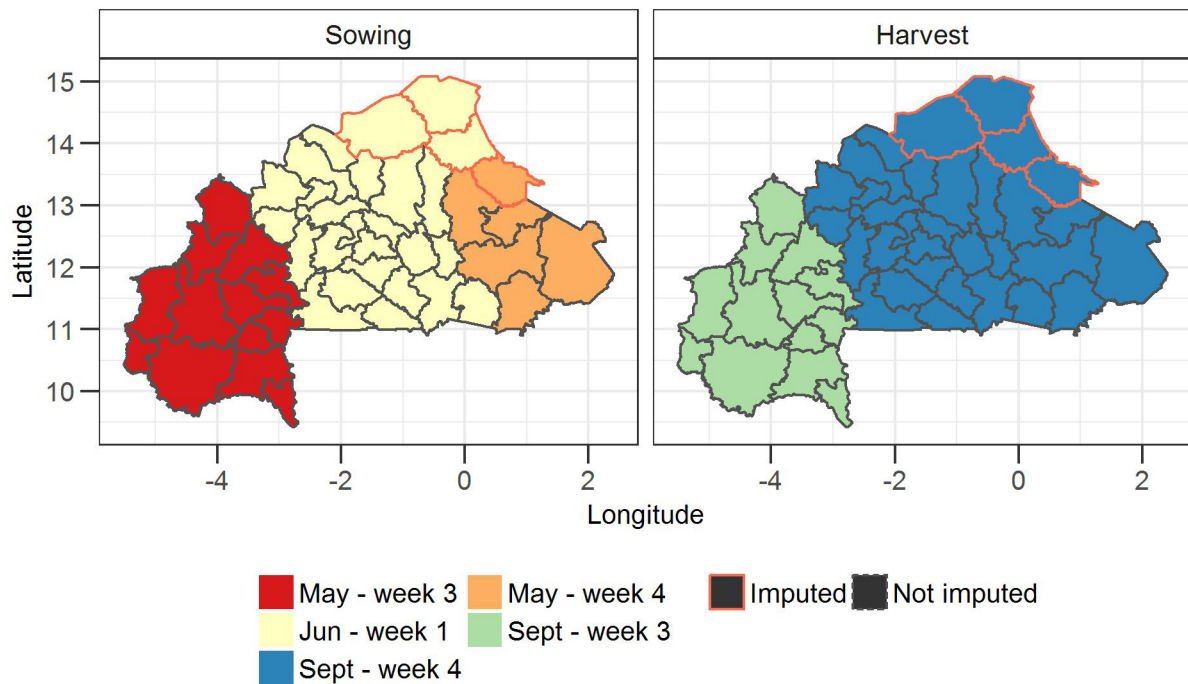 Sowing
Harvest
Latitude
15
14
13
12
11
10
-4 -2 0 2
-4 -2 0 2
Longitude
May - week 3 May - week 4 Imputed Not imputed
Jun - week 1 Sept - week 3
Sept - week 4